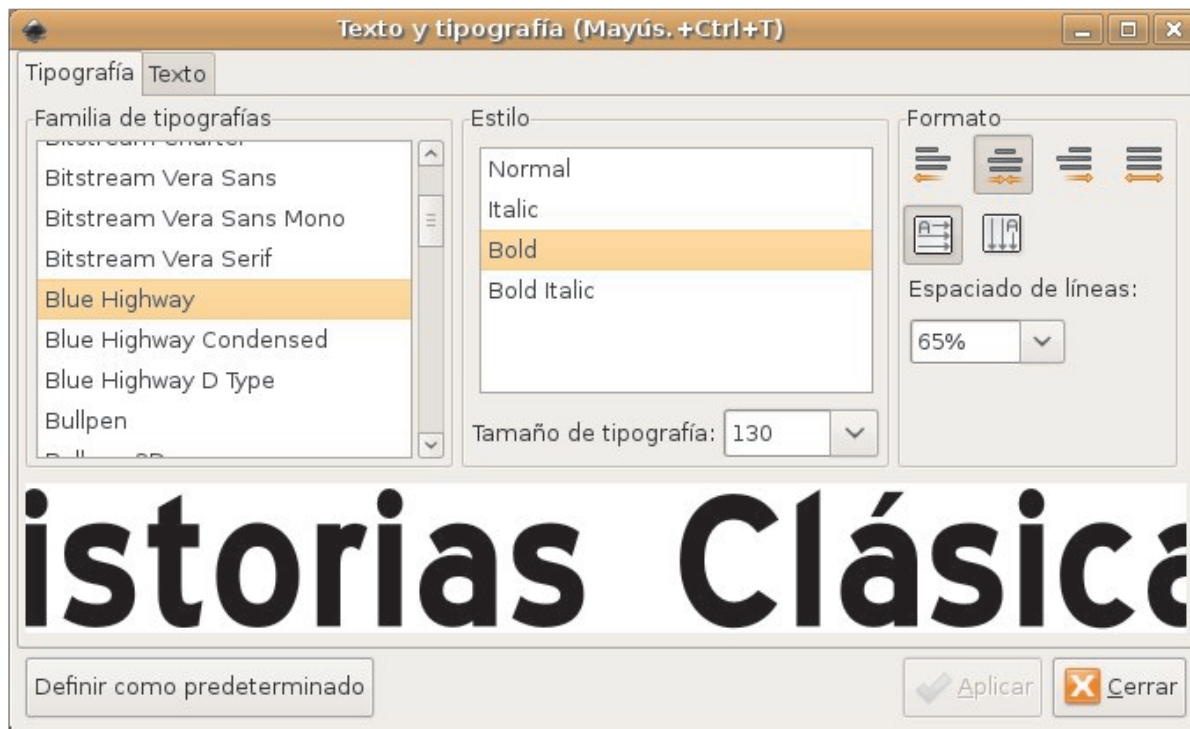 Texto y tipografía (Mayús.+Ctrl+T)
Tipografía Texto
Familia de tipografías
Bitstream Charter
Bitstream Vera Sans
Bitstream Vera Sans Mono
Bitstream Vera Serif
Blue Highway
Blue Highway Condensed
Blue Highway D Type
Bullpen
Estilo
Normal
Italic
Bold
Bold Italic
Tamaño de tipografía: 130
Formato
Espaciado de líneas:
65%
istorias Clásica
Definir como predeterminado
Aplicar
Cerrar